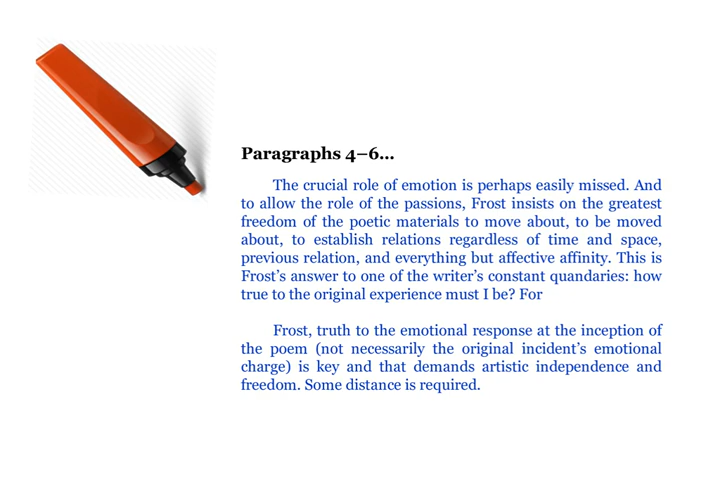 Paragraphs 4–6…
The crucial role of emotion is perhaps easily missed. And
to allow the role of the passions, Frost insists on the greatest
freedom of the poetic materials to move about, to be moved
about, to establish relations regardless of time and space,
previous relation, and everything but affective affinity. This is
Frost’s answer to one of the writer’s constant quandaries: how
true to the original experience must I be? For
Frost, truth to the emotional response at the inception of
the poem (not necessarily the original incident’s emotional
charge) is key and that demands artistic independence and
freedom. Some distance is required.